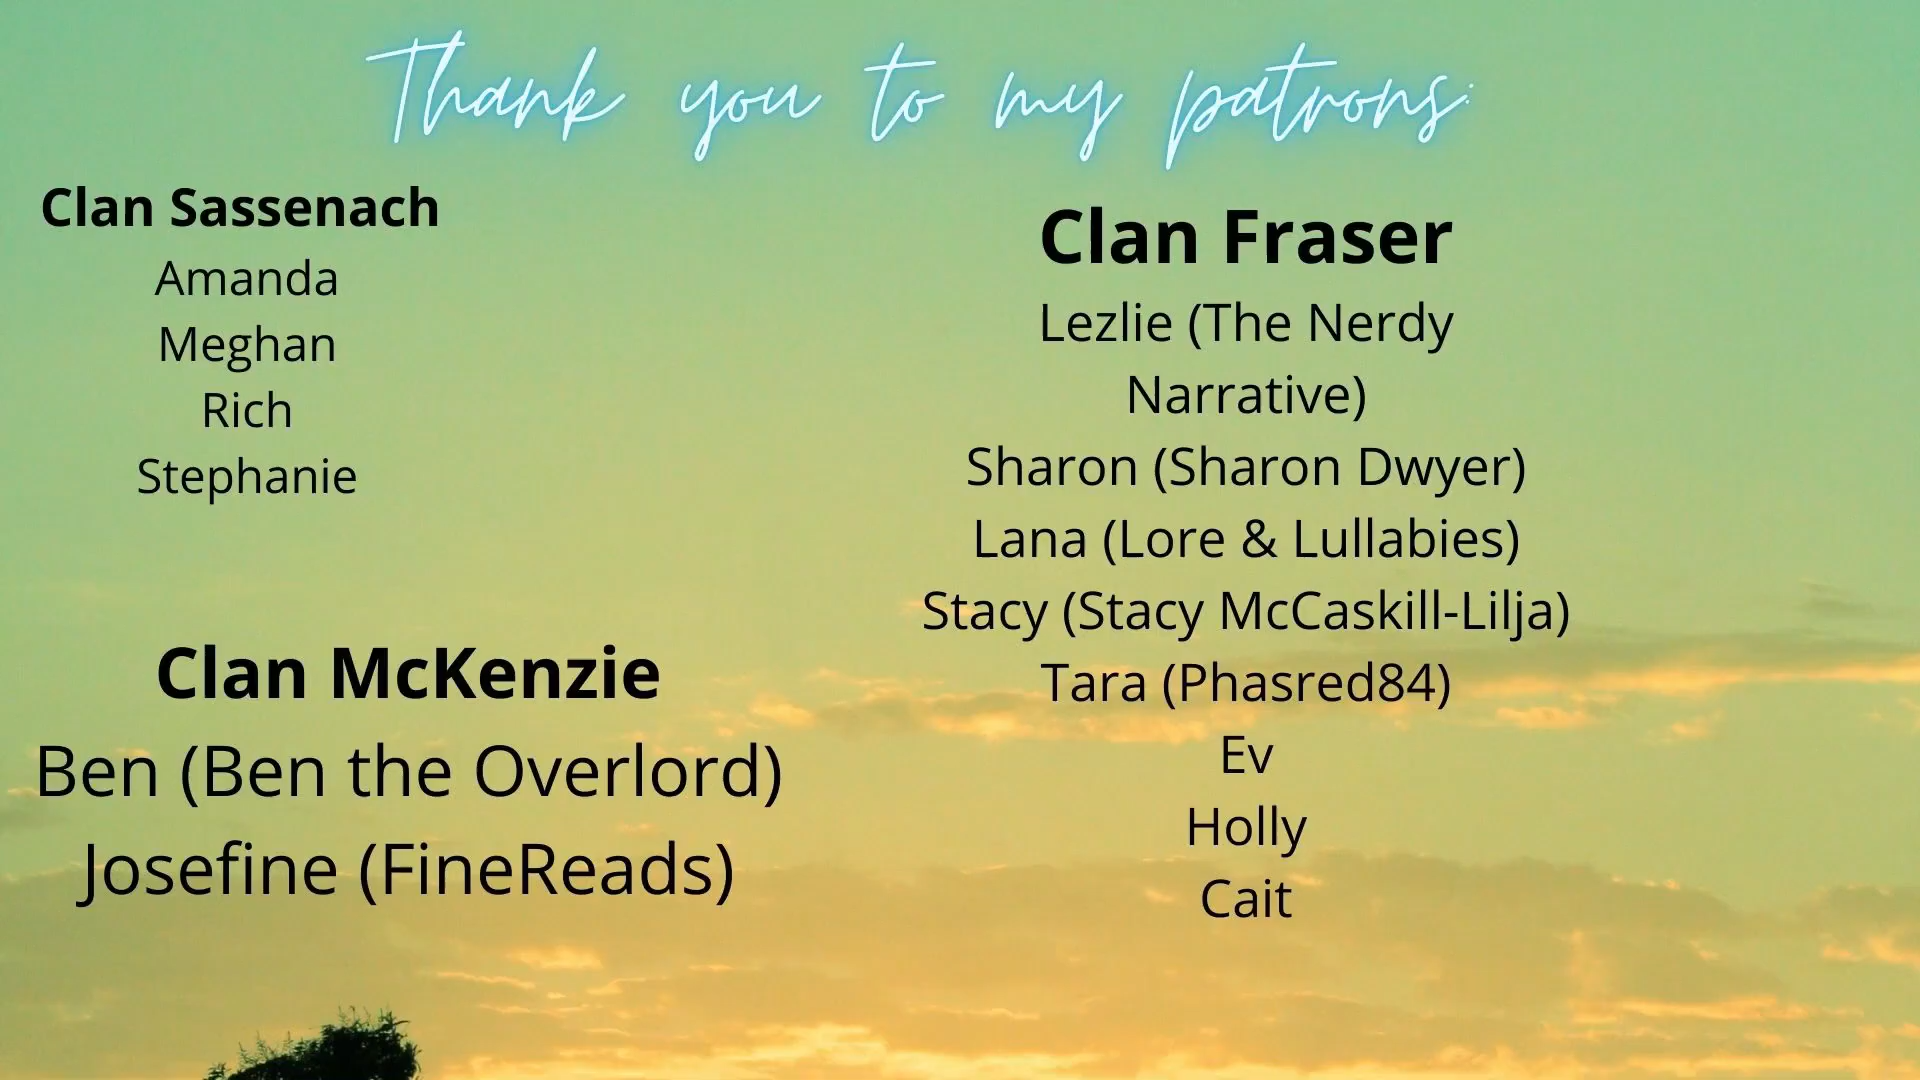 Thank you to my patrons:
Clan Sassenach
Amanda
Meghan
Rich
Stephanie
Clan McKenzie
Ben (Ben the Overlord)
Josefine (FineReads)
Clan Fraser
Lezlie (The Nerdy
Narrative)
Sharon (Sharon Dwyer)
Lana (Lore & Lullabies)
Stacy (Stacy McCaskill-Lilja)
Tara (Phasred84)
Ev
Holly
Cait